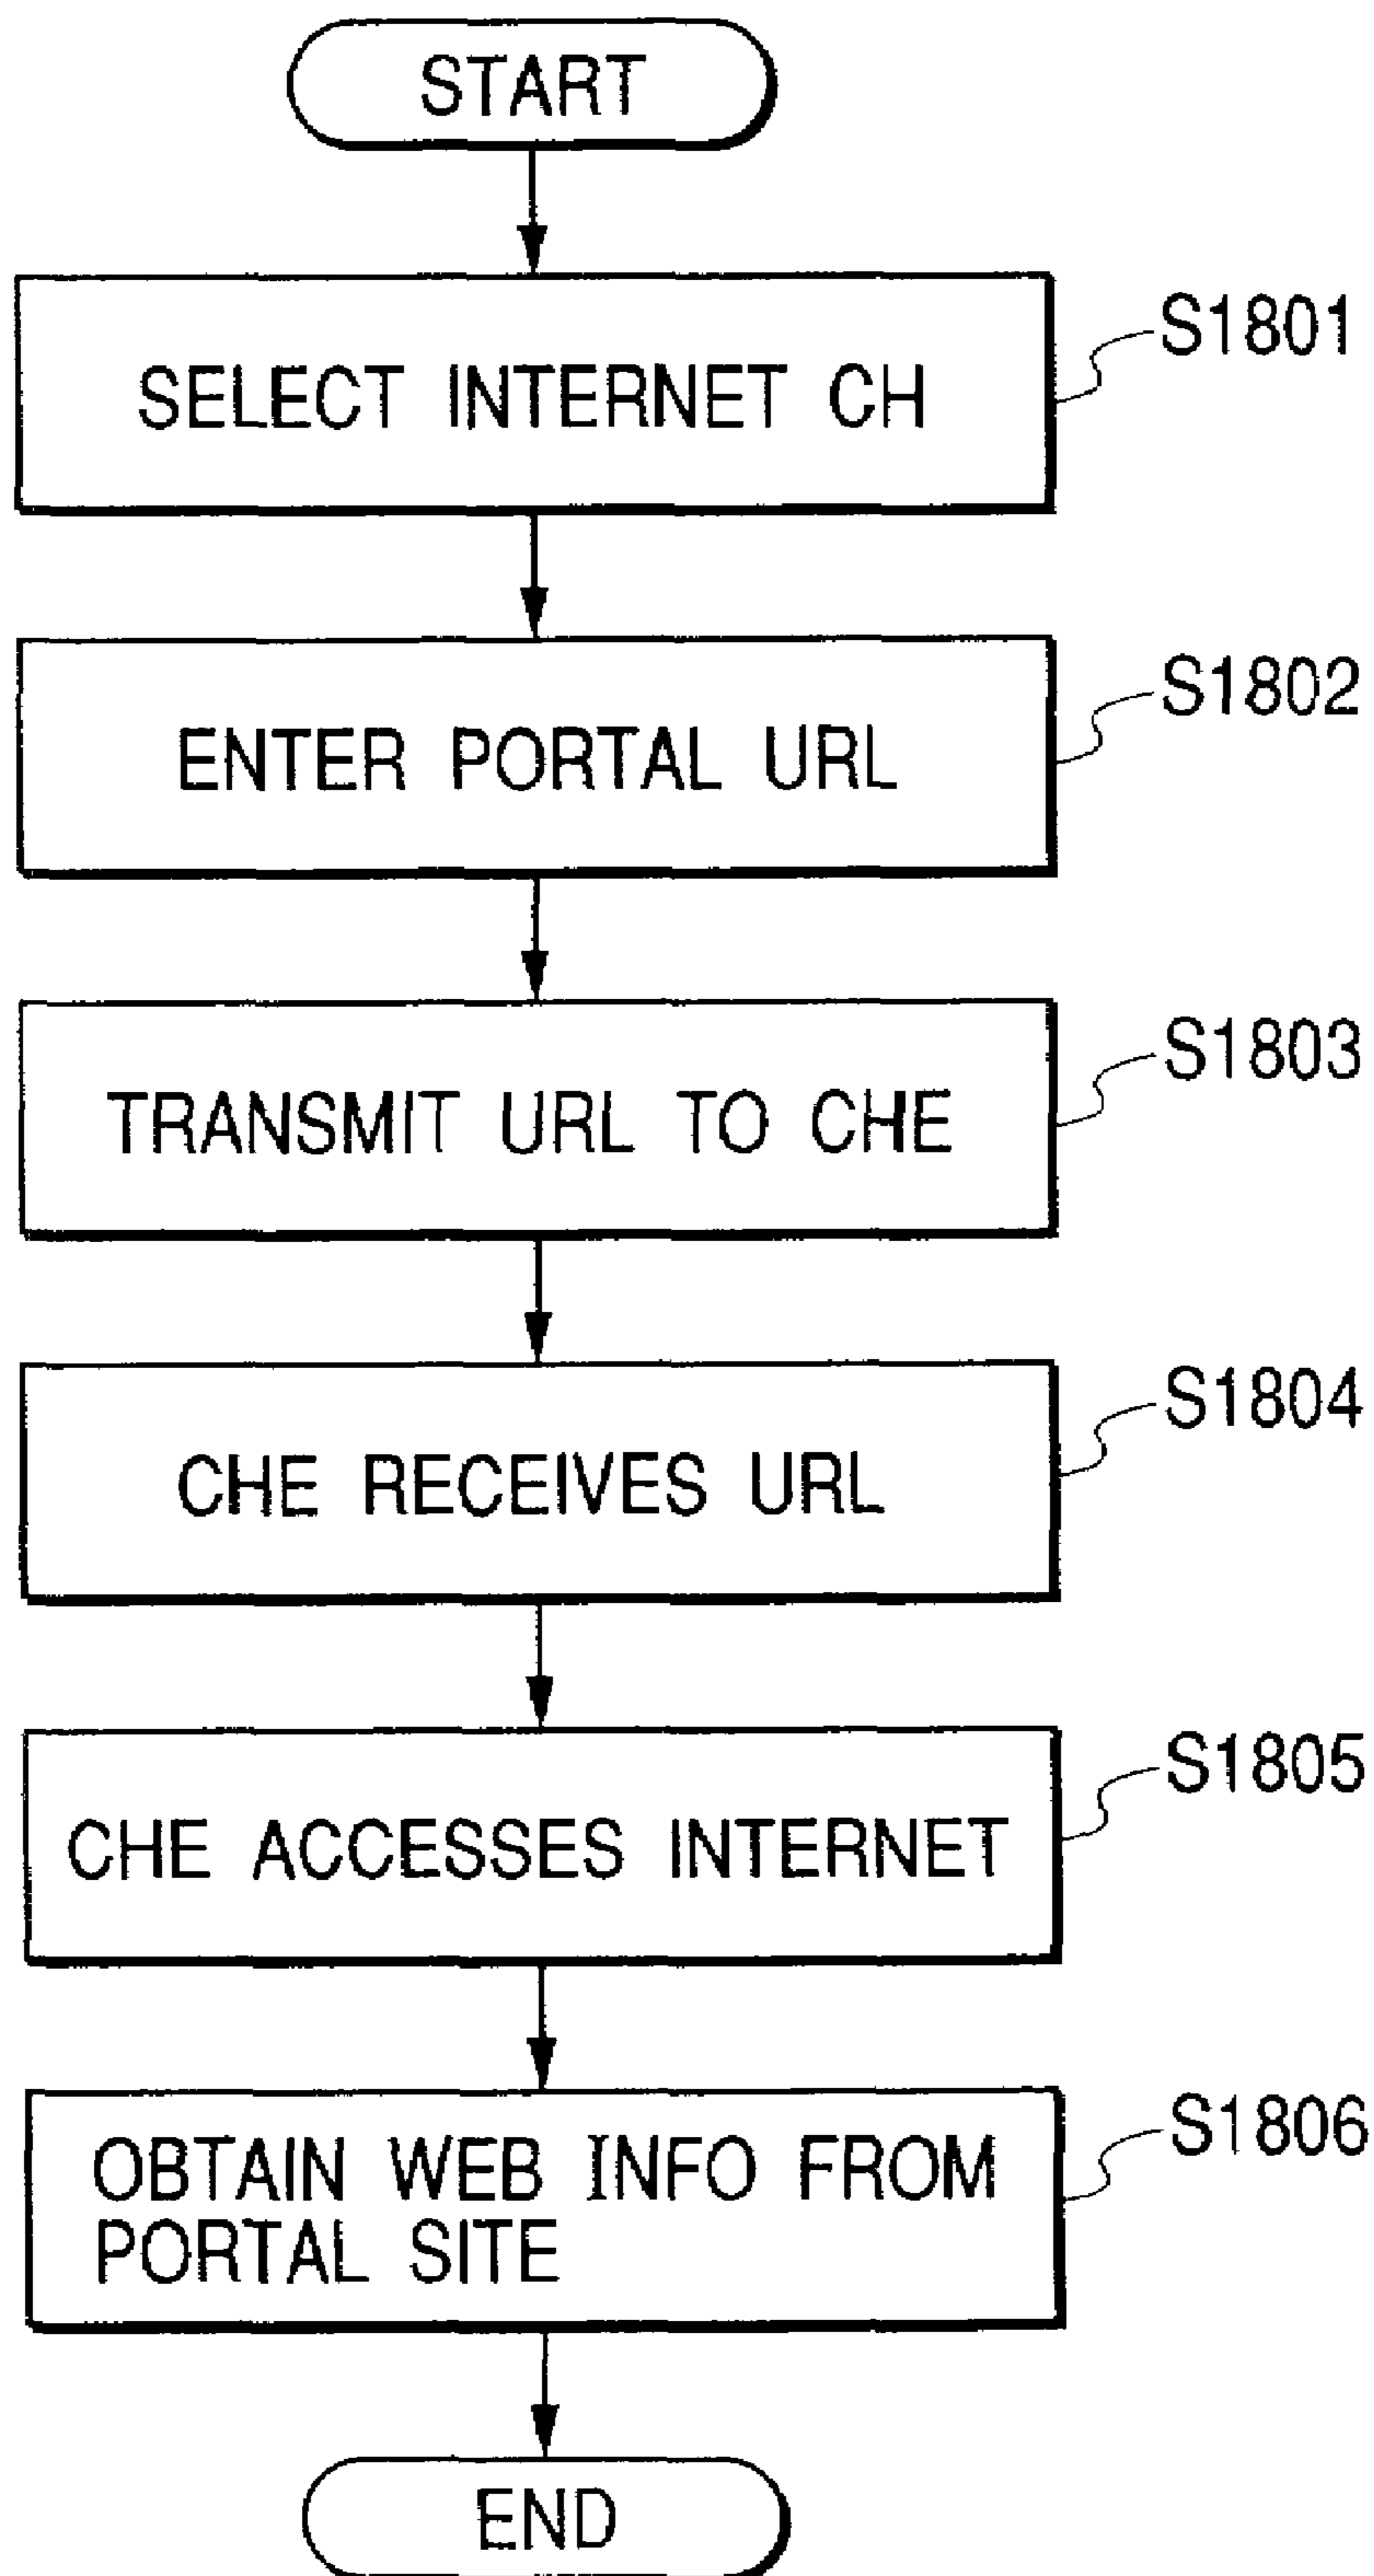 START
SELECT INTERNET CH
S1801
ENTER PORTAL URL
S1802
TRANSMIT URL TO CHE
S1803
CHE RECEIVES URL
S1804
CHE ACCESSES INTERNET
S1805
OBTAIN WEB INFO FROM
PORTAL SITE
S1806
END